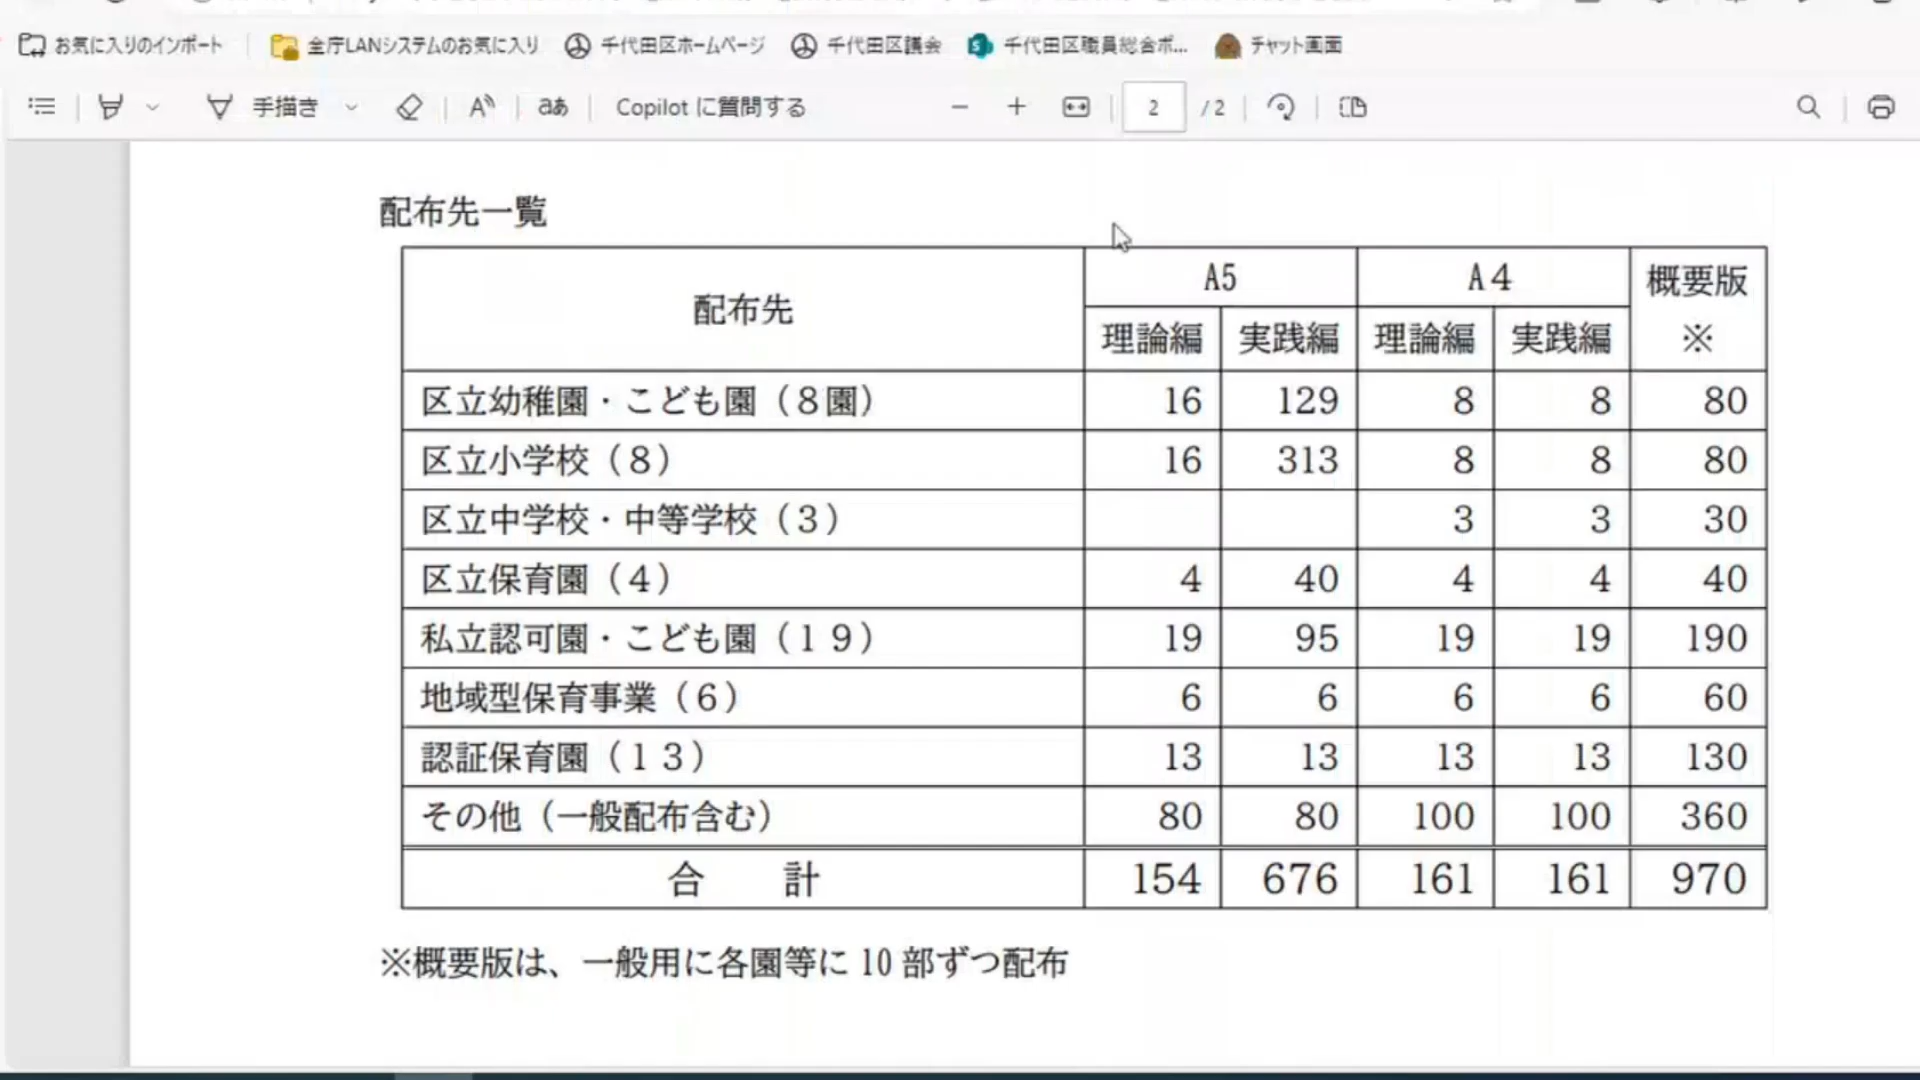 お気に入りのインポート 全庁LANシステムのお気に入り 千代田区ホームページ 千代田区議会 千代田区職員総合ポ... チャット画面
手描き A aあ Copilot に質問する 2 / 2
配布先一覧
配布先 A5 A４ 概要版
理論編 実践編 理論編 実践編 ※
区立幼稚園・こども園（８園） 16 129 8 8 80
区立小学校（８） 16 313 8 8 80
区立中学校・中等学校（３） 3 3 30
区立保育園（４） 4 40 4 4 40
私立認可園・こども園（１９） 19 95 19 19 190
地域型保育事業（６） 6 6 6 6 60
認証保育園（１３） 13 13 13 13 130
その他（一般配布含む） 80 80 100 100 360
合　計 154 676 161 161 970
※概要版は、一般用に各園等に 10 部ずつ配布